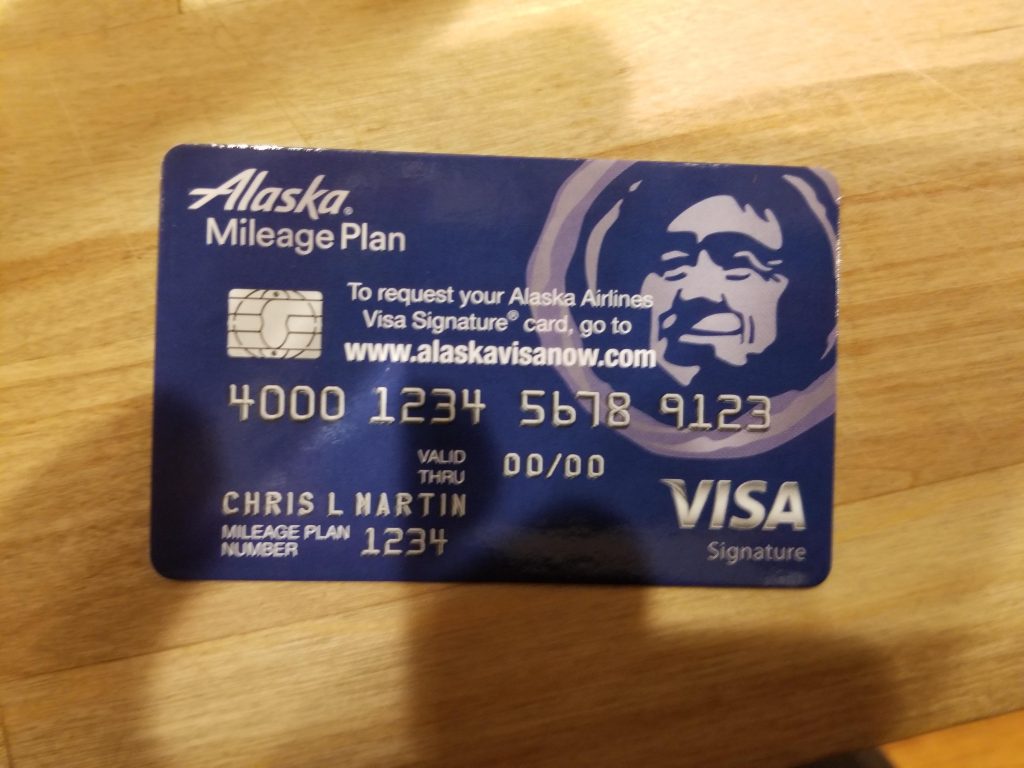 Alaska®
Mileage Plan
To request your Alaska Airlines
Visa Signature® card, go to
www.alaskavisanow.com
4000 1234 5678 9123
VALID THRU 00/00
CHRIS L MARTIN
MILEAGE PLAN NUMBER 1234
VISA
Signature